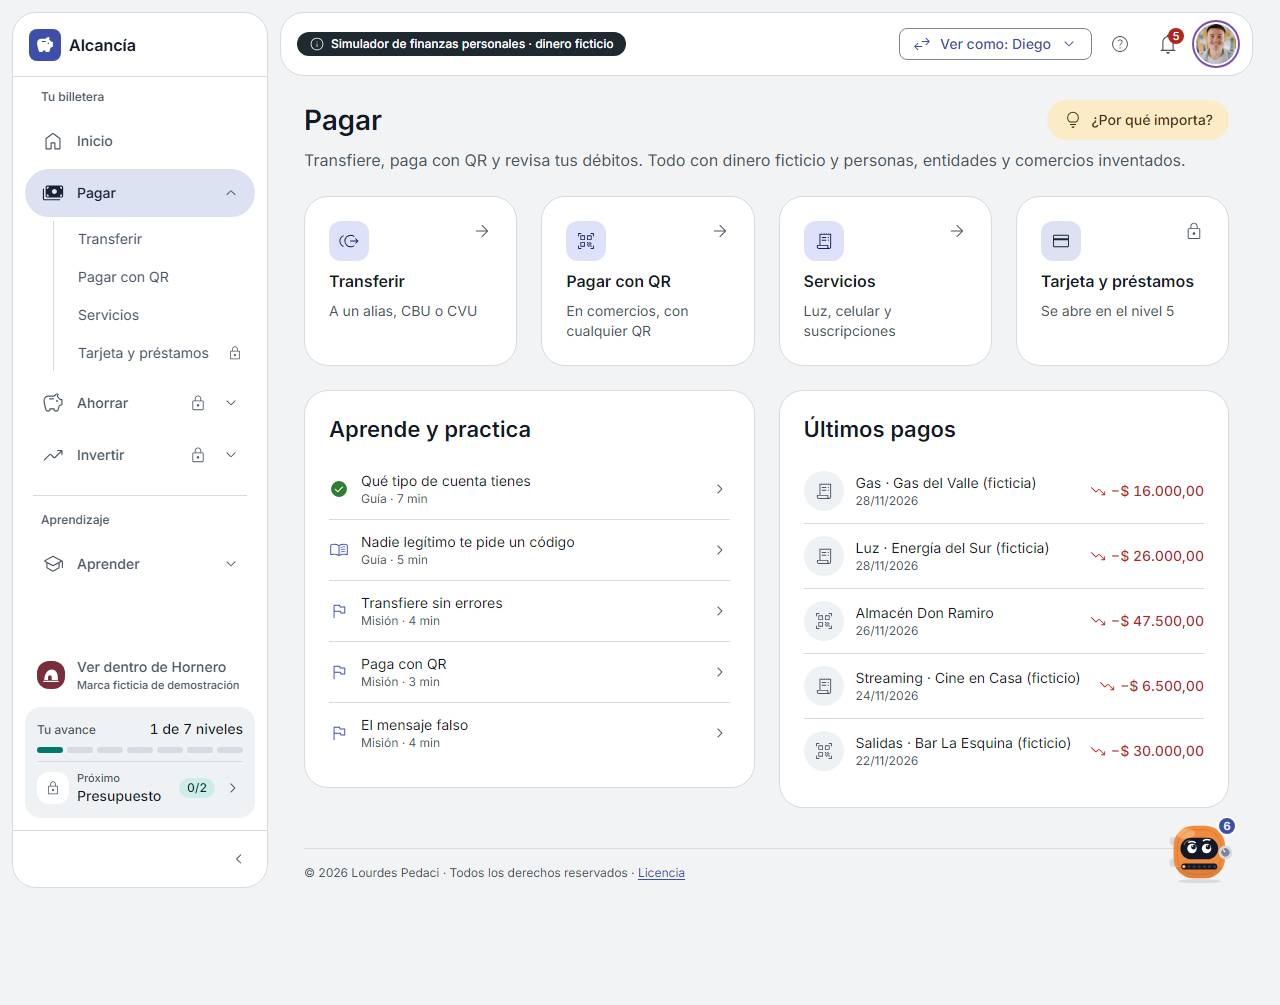 Alcancía
Tu billetera
Inicio
Pagar
Transferir
Pagar con QR
Servicios
Tarjeta y préstamos
Ahorrar
Invertir
Aprendizaje
Aprender
Ver dentro de Hornero
Marca ficticia de demostración
Tu avance 1 de 7 niveles
Próximo
Presupuesto 0/2
Simulador de finanzas personales · dinero ficticio
Ver como: Diego
5
Pagar
¿Por qué importa?
Transfiere, paga con QR y revisa tus débitos. Todo con dinero ficticio y personas, entidades y comercios inventados.
Transferir
A un alias, CBU o CVU
Pagar con QR
En comercios, con
cualquier QR
Servicios
Luz, celular y
suscripciones
Tarjeta y préstamos
Se abre en el nivel 5
Aprende y practica
Qué tipo de cuenta tienes
Guía · 7 min
Nadie legítimo te pide un código
Guía · 5 min
Transfiere sin errores
Misión · 4 min
Paga con QR
Misión · 3 min
El mensaje falso
Misión · 4 min
Últimos pagos
Gas · Gas del Valle (ficticia)
28/11/2026
−$ 16.000,00
Luz · Energía del Sur (ficticia)
28/11/2026
−$ 26.000,00
Almacén Don Ramiro
26/11/2026
−$ 47.500,00
Streaming · Cine en Casa (ficticio)
24/11/2026
−$ 6.500,00
Salidas · Bar La Esquina (ficticio)
22/11/2026
−$ 30.000,00
6
© 2026 Lourdes Pedaci · Todos los derechos reservados · Licencia